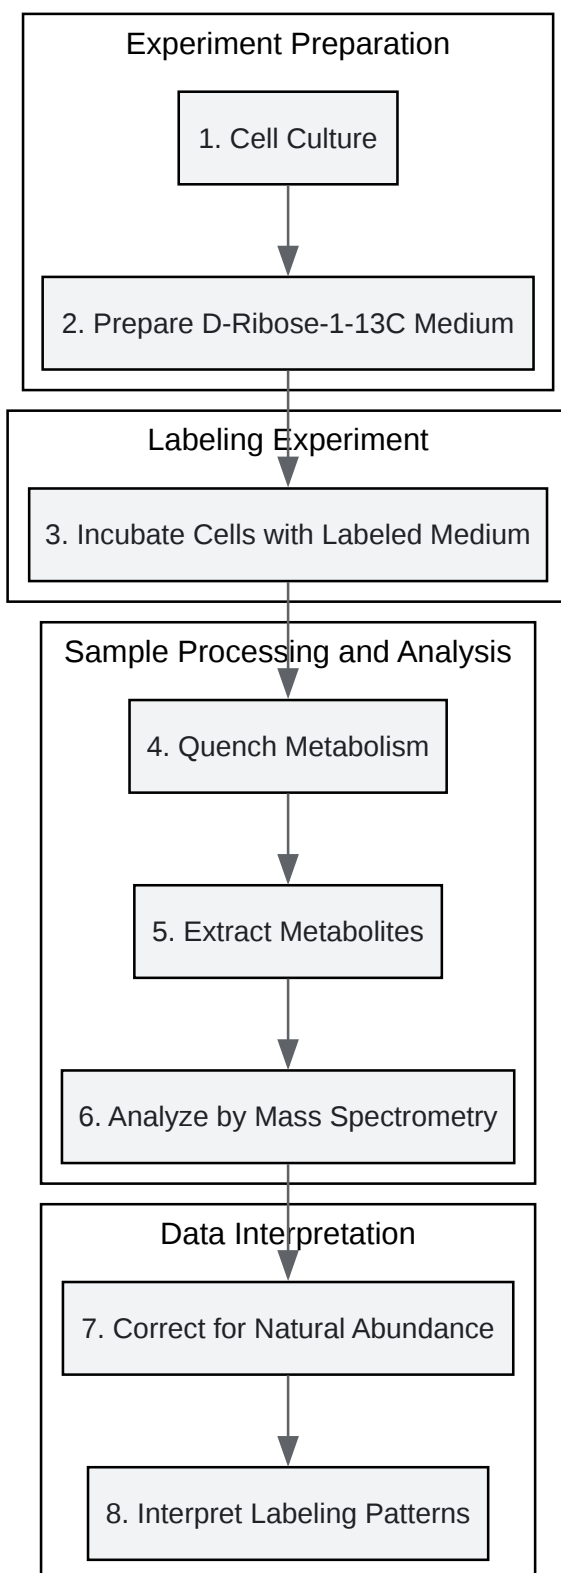 Experiment Preparation
1. Cell Culture
2. Prepare D-Ribose-1-13C Medium
Labeling Experiment
3. Incubate Cells with Labeled Medium
Sample Processing and Analysis
4. Quench Metabolism
5. Extract Metabolites
6. Analyze by Mass Spectrometry
Data Interpretation
7. Correct for Natural Abundance
8. Interpret Labeling Patterns